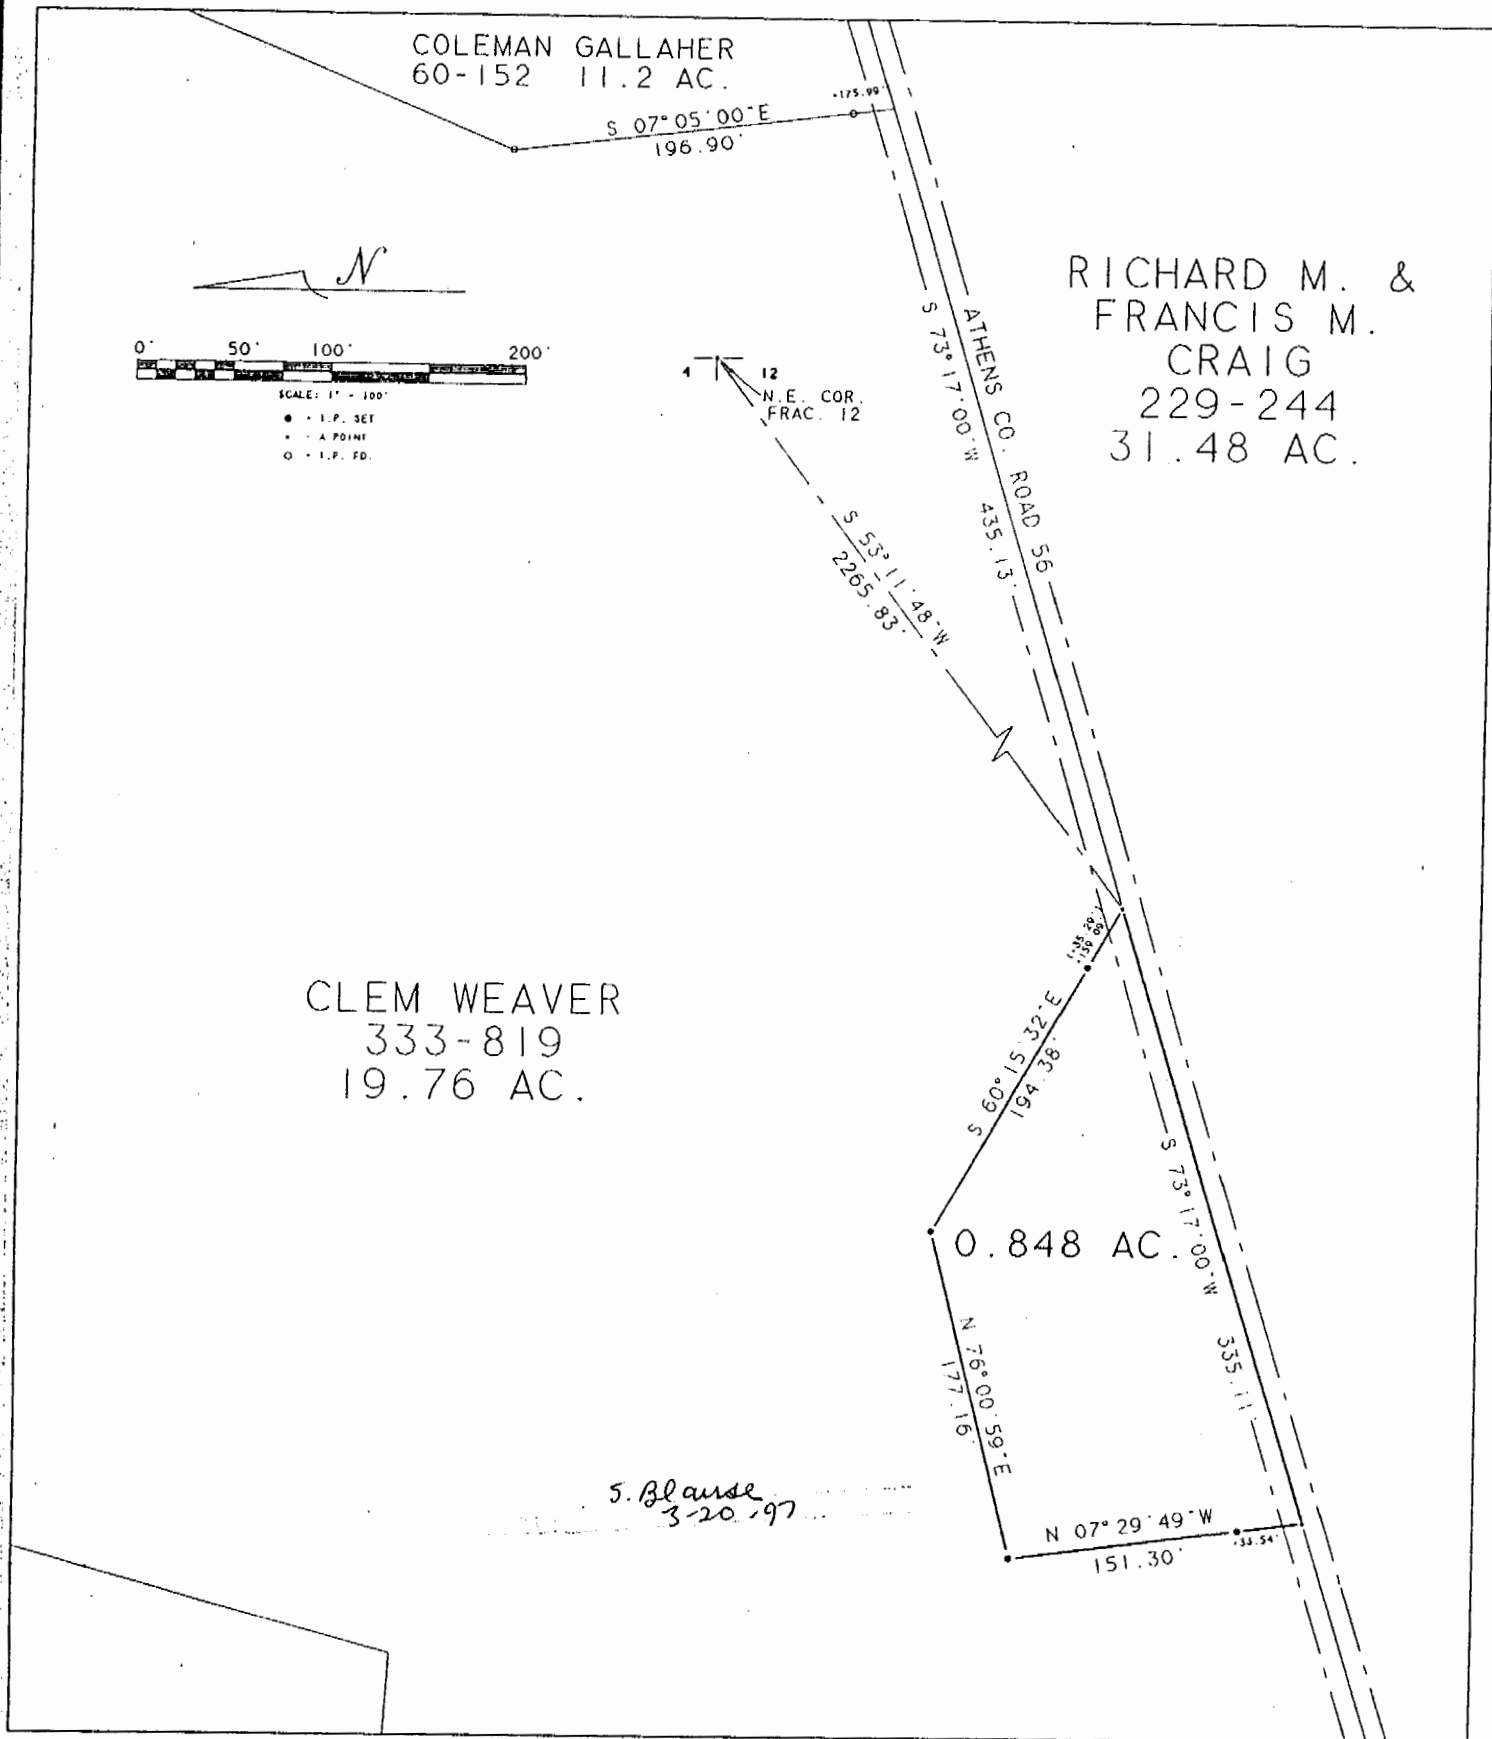 COLEMAN GALLAHER
60-152 11.2 AC.
·175.99'
S 07°05'00"E
196.90'
N
0' 50' 100' 200'
SCALE: 1" = 100'
● · I.P. SET
• · A POINT
○ · I.P. FD.
4 12
N.E. COR.
FRAC. 12
RICHARD M. &
FRANCIS M.
CRAIG
229-244
31.48 AC.
ATHENS CO. ROAD 56
S 73°17'00"W 435.13'
S 53°11'48"W
2265.83'
CLEM WEAVER
333-819
19.76 AC.
S 60°15'32"E
194.38'
0.848 AC.
S 73°17'00"W 335.11'
N 76°00'59"E
177.16'
S. Blause
3-20-97
N 07°29'49"W
151.30'
·33.54'